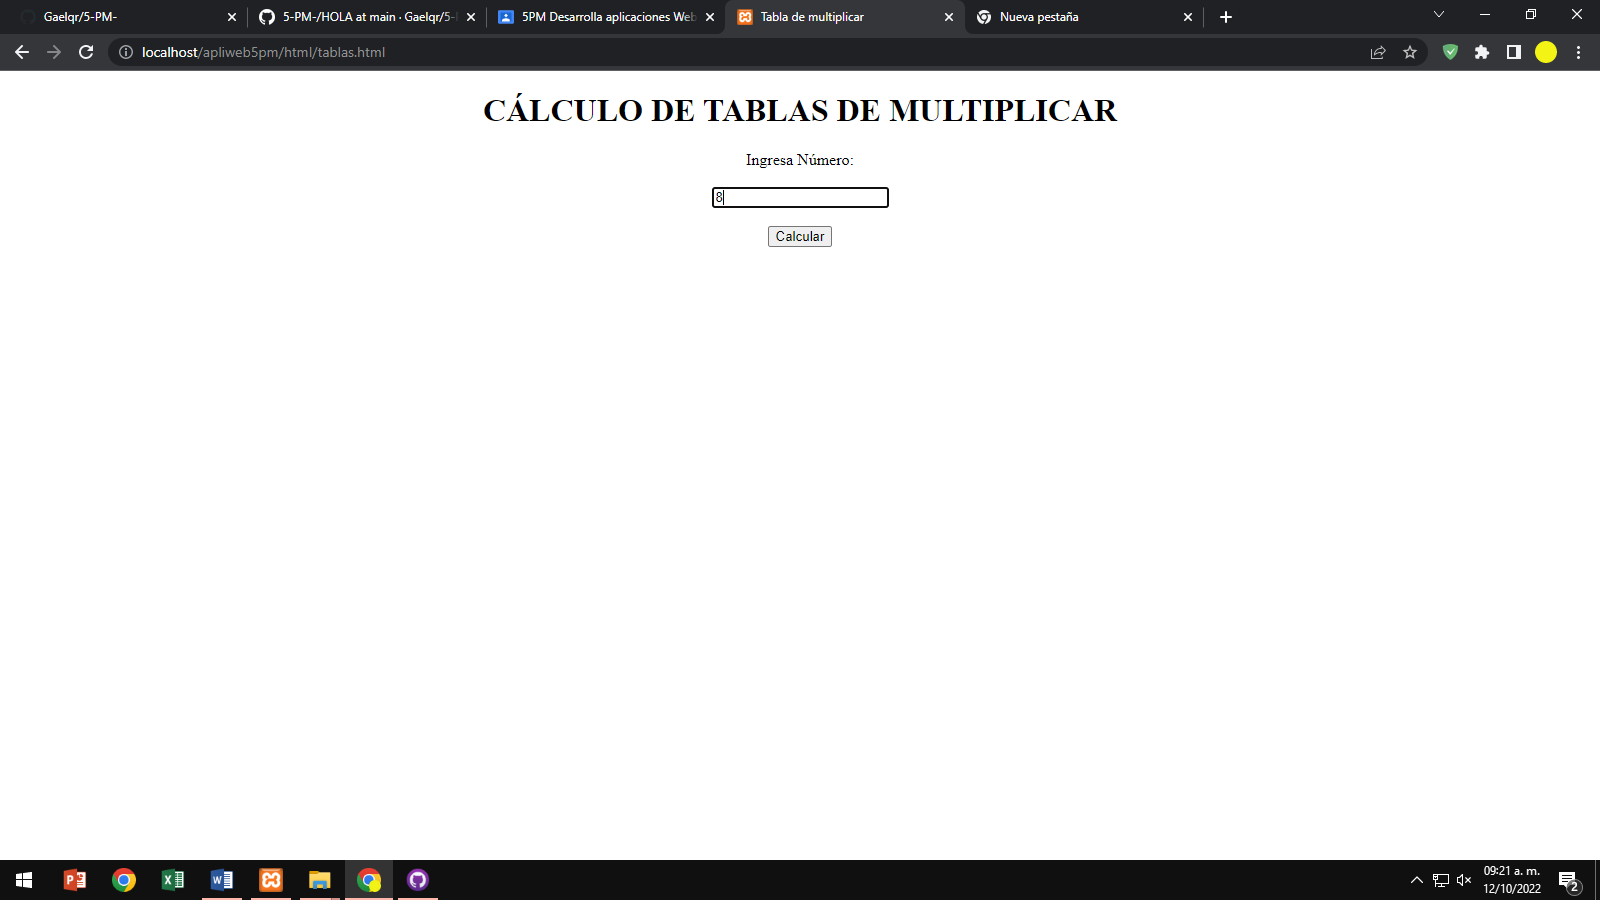 Gaelqr/5-PM-
5-PM-/HOLA at main · Gaelqr/5-
5PM Desarrolla aplicaciones Web
Tabla de multiplicar
Nueva pestaña
localhost/apliweb5pm/html/tablas.html
CÁLCULO DE TABLAS DE MULTIPLICAR
Ingresa Número:
8
Calcular
09:21 a. m.
12/10/2022
2